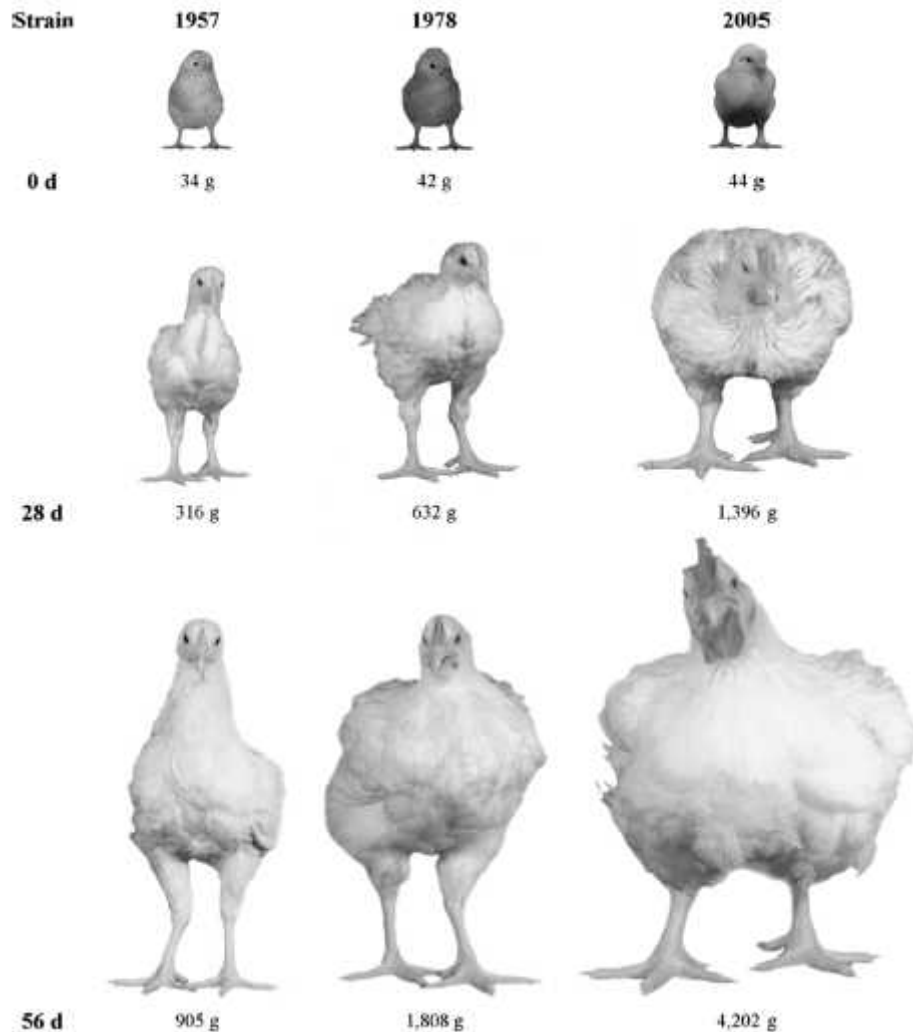 Strain 1957 1978 2005
0 d 34 g 42 g 44 g
28 d 316 g 632 g 1,396 g
56 d 905 g 1,808 g 4,202 g